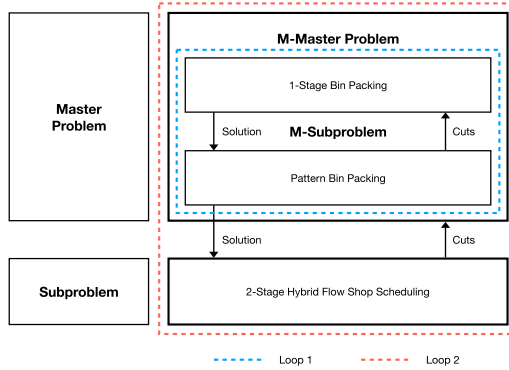 M-Master Problem
1-Stage Bin Packing
Master
Problem
Solution
M-Subproblem
Cuts
Pattern Bin Packing
Solution
Cuts
Subproblem
2-Stage Hybrid Flow Shop Scheduling
Loop 1
Loop 2